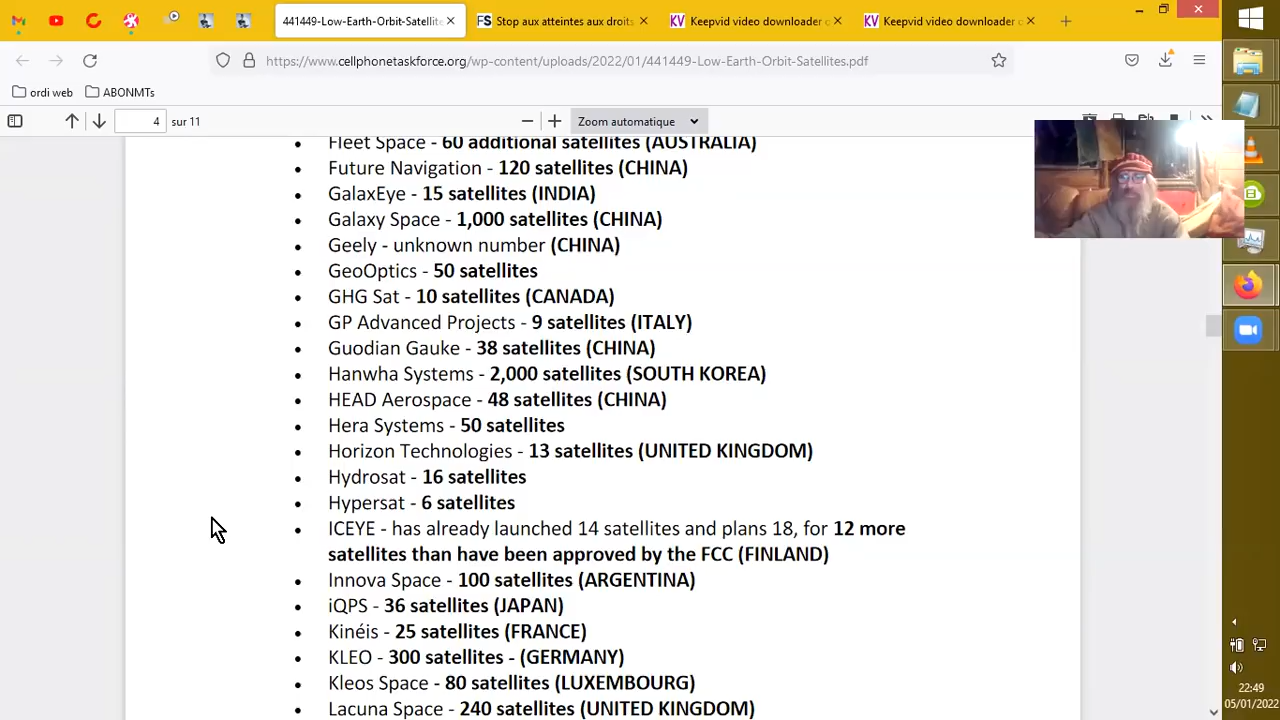 441449-Low-Earth-Orbit-Satellite
Stop aux atteintes aux droits
Keepvid video downloader
Keepvid video downloader
https://www.cellphonetaskforce.org/wp-content/uploads/2022/01/441449-Low-Earth-Orbit-Satellites.pdf
ordi web
ABONMTs
4 sur 11
Zoom automatique
Fleet Space - 60 additional satellites (AUSTRALIA)
• Future Navigation - 120 satellites (CHINA)
• GalaxEye - 15 satellites (INDIA)
• Galaxy Space - 1,000 satellites (CHINA)
• Geely - unknown number (CHINA)
• GeoOptics - 50 satellites
• GHG Sat - 10 satellites (CANADA)
• GP Advanced Projects - 9 satellites (ITALY)
• Guodian Gauke - 38 satellites (CHINA)
• Hanwha Systems - 2,000 satellites (SOUTH KOREA)
• HEAD Aerospace - 48 satellites (CHINA)
• Hera Systems - 50 satellites
• Horizon Technologies - 13 satellites (UNITED KINGDOM)
• Hydrosat - 16 satellites
• Hypersat - 6 satellites
• ICEYE - has already launched 14 satellites and plans 18, for 12 more
satellites than have been approved by the FCC (FINLAND)
• Innova Space - 100 satellites (ARGENTINA)
• iQPS - 36 satellites (JAPAN)
• Kinéis - 25 satellites (FRANCE)
• KLEO - 300 satellites - (GERMANY)
• Kleos Space - 80 satellites (LUXEMBOURG)
• Lacuna Space - 240 satellites (UNITED KINGDOM)
22:49
05/01/2022